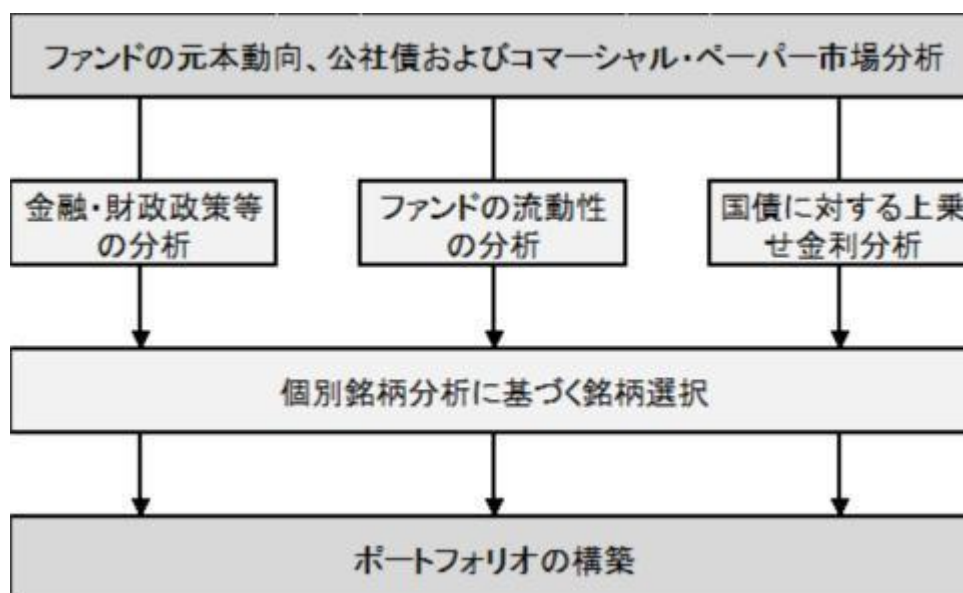 ファンドの元本動向、公社債およびコマーシャル・ペーパー市場分析
金融・財政政策等
の分析
ファンドの流動性
の分析
国債に対する上乗
せ金利分析
個別銘柄分析に基づく銘柄選択
ポートフォリオの構築